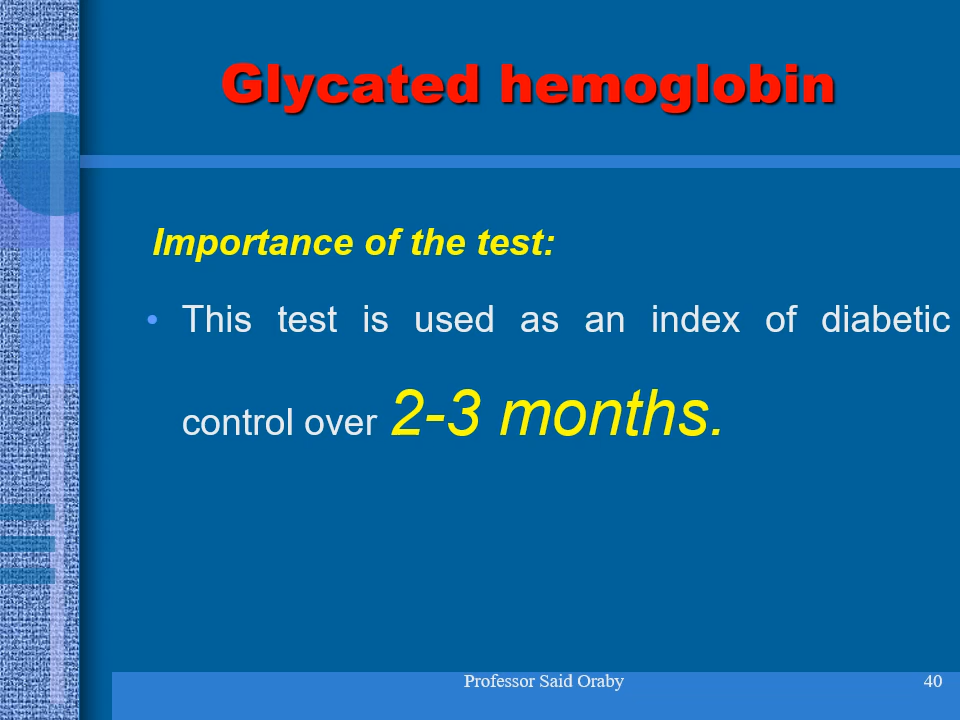 Glycated hemoglobin
Importance of the test:
• This test is used as an index of diabetic
control over 2-3 months.
Professor Said Oraby 40